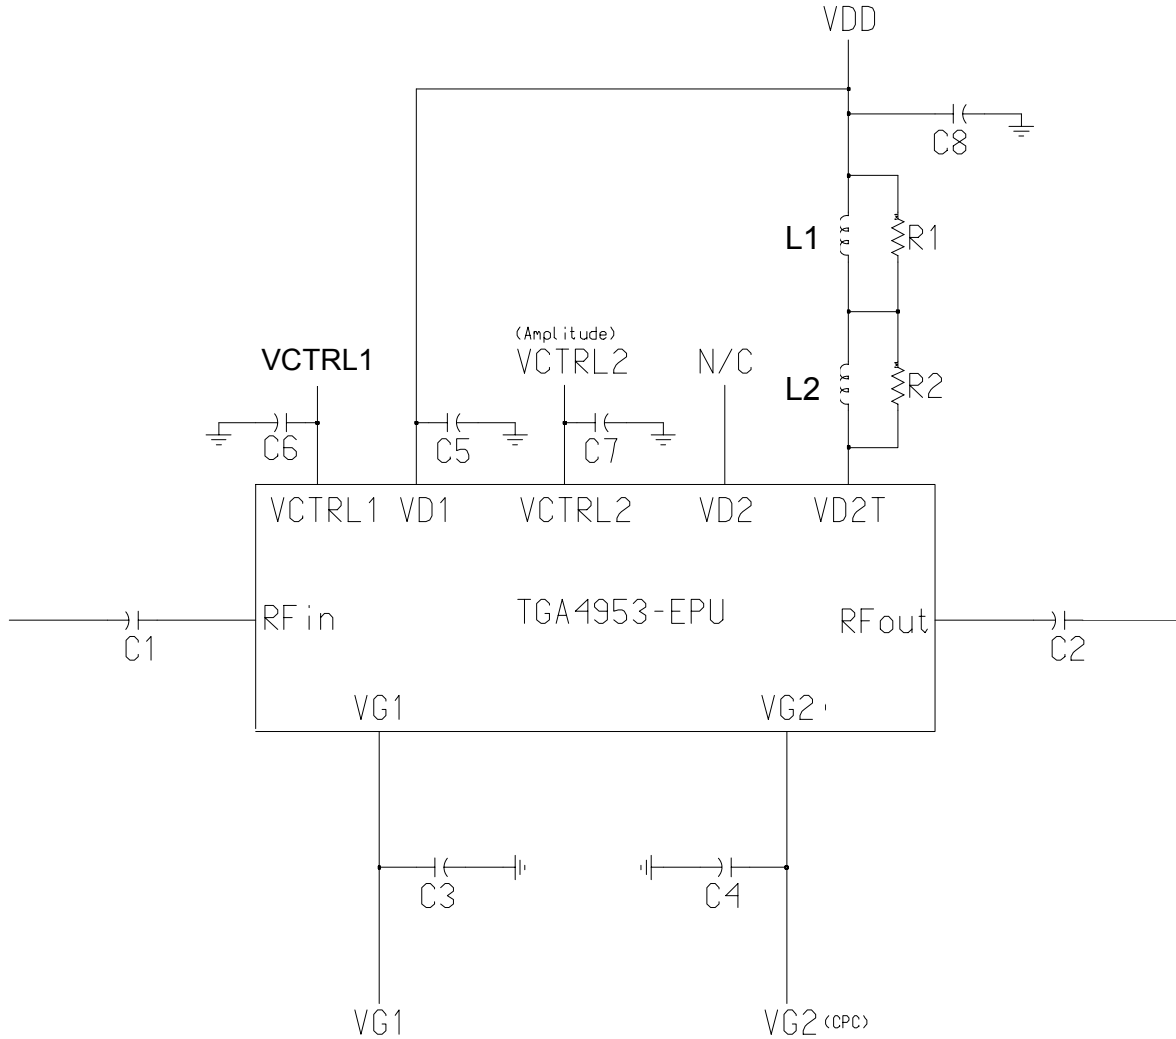 VDD
C8
L1
R1
(Amplitude)
VCTRL1
VCTRL2
N/C
L2
R2
C6
C5
C7
VCTRL1
VD1
VCTRL2
VD2
VD2T
TGA4953-EPU
RFin
RFout
C1
C2
VG1
VG2
C3
C4
VG1
VG2 (CPC)